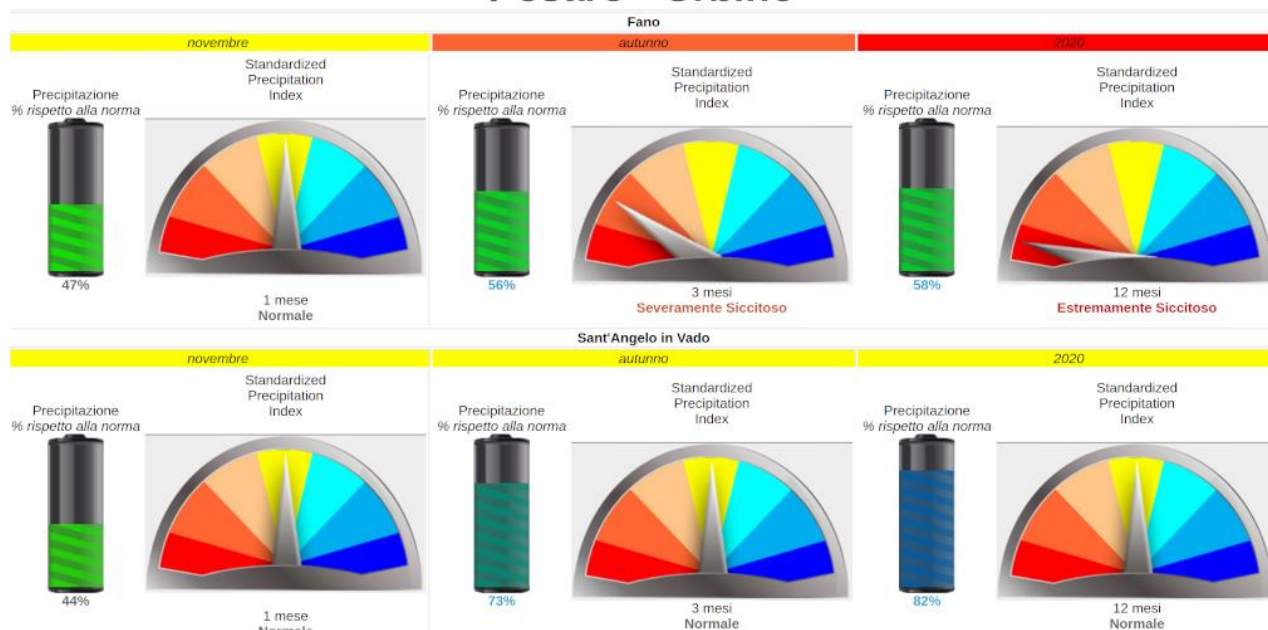 Fano
novembre
autunno
2020
Precipitazione
% rispetto alla norma
47%
Standardized
Precipitation
Index
1 mese
Normale
Precipitazione
% rispetto alla norma
56%
Standardized
Precipitation
Index
3 mesi
Severamente Siccitoso
Precipitazione
% rispetto alla norma
58%
Standardized
Precipitation
Index
12 mesi
Estremamente Siccitoso
Sant'Angelo in Vado
novembre
autunno
2020
Precipitazione
% rispetto alla norma
44%
Standardized
Precipitation
Index
1 mese
Normale
Precipitazione
% rispetto alla norma
73%
Standardized
Precipitation
Index
3 mesi
Normale
Precipitazione
% rispetto alla norma
82%
Standardized
Precipitation
Index
12 mesi
Normale